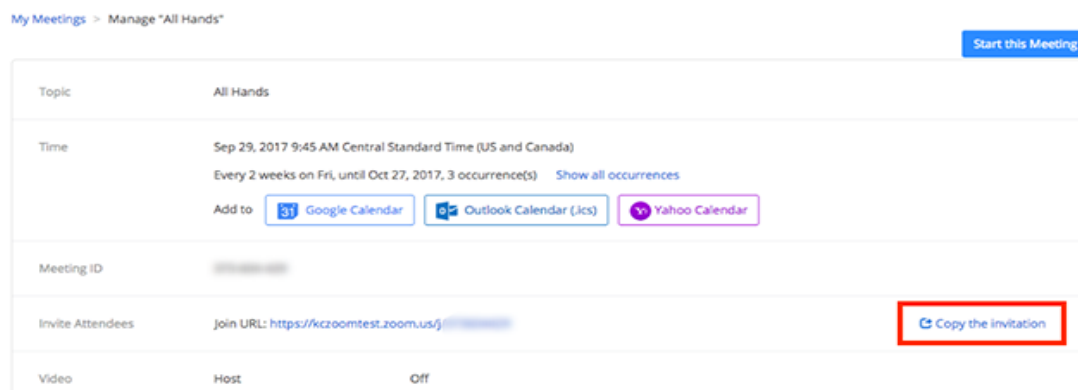 My Meetings > Manage "All Hands"
Start this Meeting
Topic All Hands
Time Sep 29, 2017 9:45 AM Central Standard Time (US and Canada)
Every 2 weeks on Fri, until Oct 27, 2017, 3 occurrence(s) Show all occurrences
Add to 31 Google Calendar Outlook Calendar (.ics) Yahoo Calendar
Meeting ID
Invite Attendees Join URL: https://kczoomtest.zoom.us/j/ Copy the invitation
Video Host Off